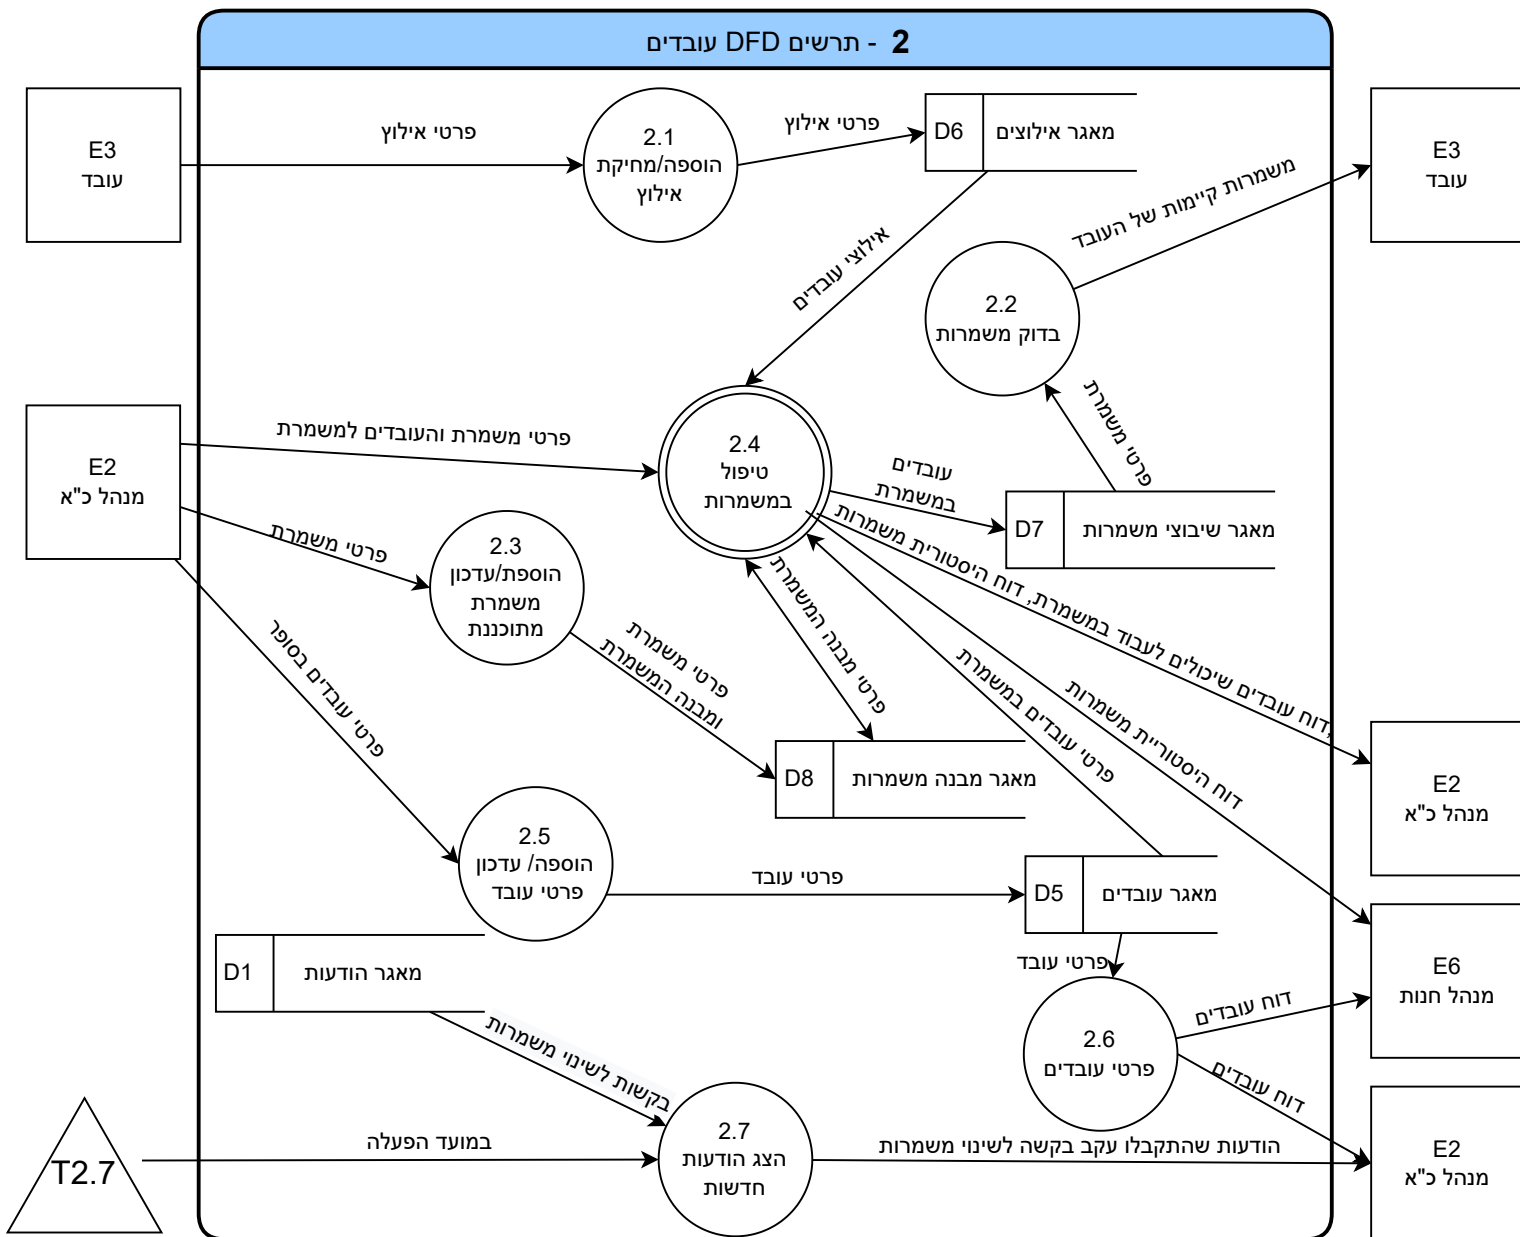 2 - תרשים DFD עובדים
E3
עובד
פרטי אילוץ
2.1
הוספה/מחיקת
אילוץ
פרטי אילוץ
D6
מאגר אילוצים
E3
עובד
משמרות קיימות של העובד
אילוצי עובדים
2.2
בדוק משמרות
פרטי משמרת
E2
מנהל כ"א
פרטי משמרת והעובדים למשמרת
2.4
טיפול
במשמרות
עובדים
במשמרת
D7
מאגר שיבוצי משמרות
פרטי משמרת
2.3
הוספת/עדכון
משמרת
מתוכננת
פרטי משמרת
ומבנה המשמרת
פרטי מבנה המשמרת
דוח עובדים שיכולים לעבוד במשמרת, דוח היסטורית משמרות,
פרטי עובדים במשמרת
דוח היסטוריית משמרות
פרטי עובדים בסופר
D8
מאגר מבנה משמרות
E2
מנהל כ"א
2.5
הוספה/ עדכון
פרטי עובד
פרטי עובד
D5
מאגר עובדים
D1
מאגר הודעות
פרטי עובד
E6
מנהל חנות
דוח עובדים
2.6
פרטי עובדים
דוח עובדים
בקשות לשינוי משמרות
T2.7
במועד הפעלה
2.7
הצג הודעות
חדשות
הודעות שהתקבלו עקב בקשה לשינוי משמרות
E2
מנהל כ"א